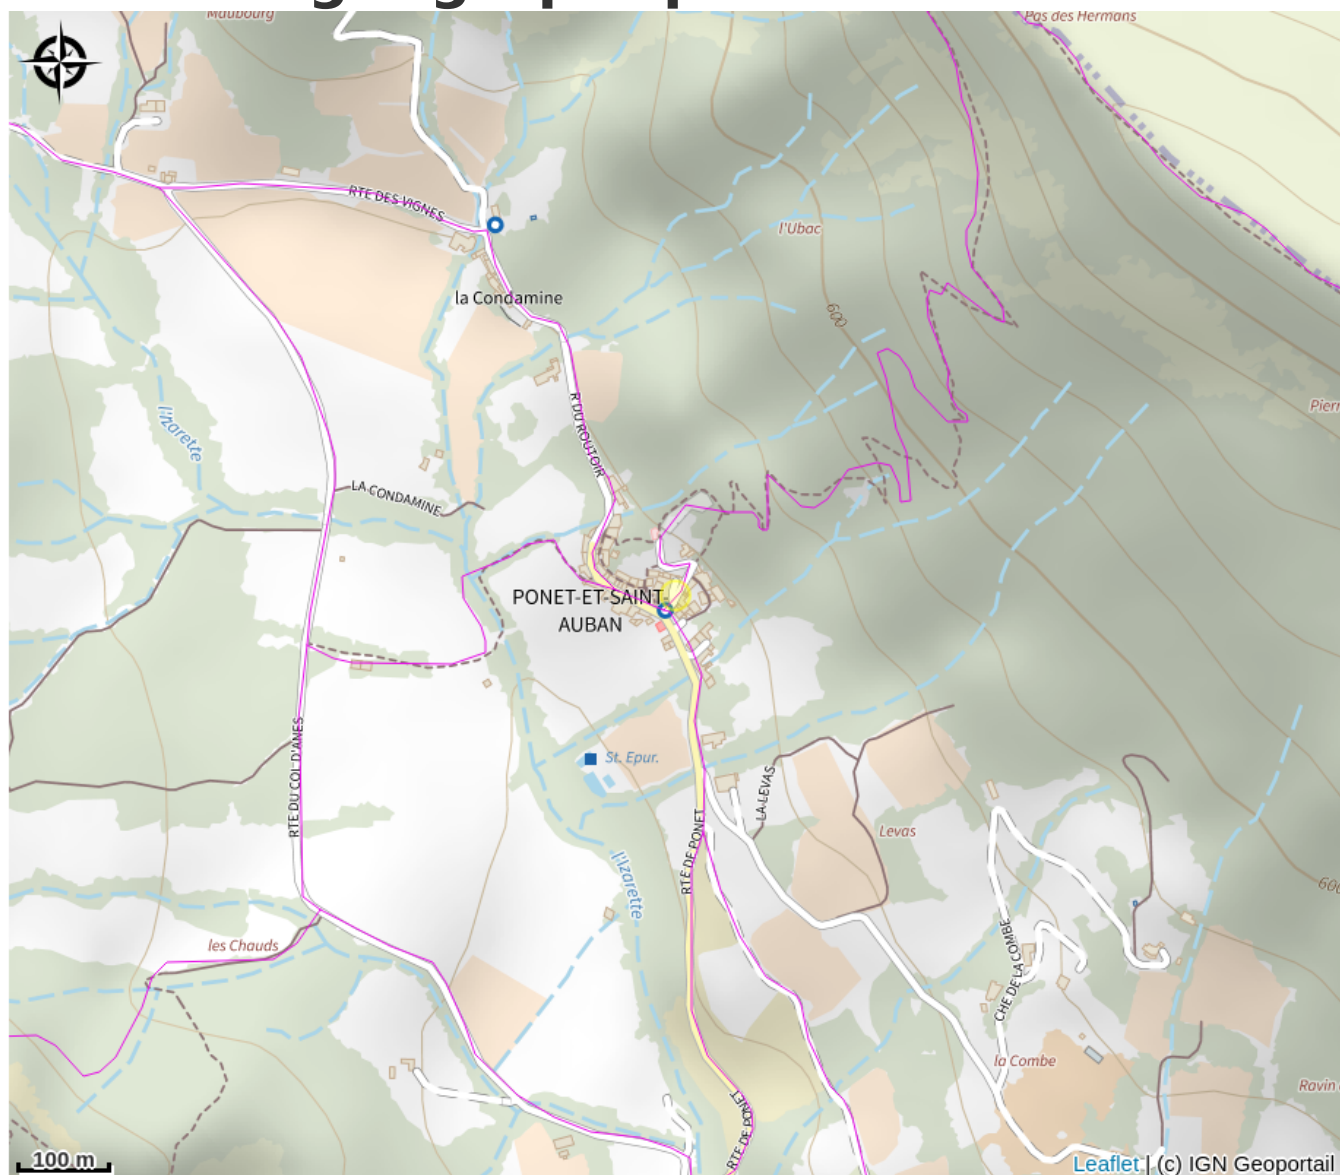 Maubourg
Pas des Hermans
RTE DES VIGNES
l'Ubac
la Condamine
600
Pierr
l'Izarette
R DU ROUTOIR
LA CONDAMINE
PONET-ET-SAINT-
AUBAN
RTE DU COL D'ANES
St. Epur.
LA LEVAS
RTE DE PONET
Levas
l'Izarette
600
les Chauds
CHE DE LA COMBE
la Combe
Ravin
RTE DE PONET
100 m
Leaflet | (c) IGN Geoportail